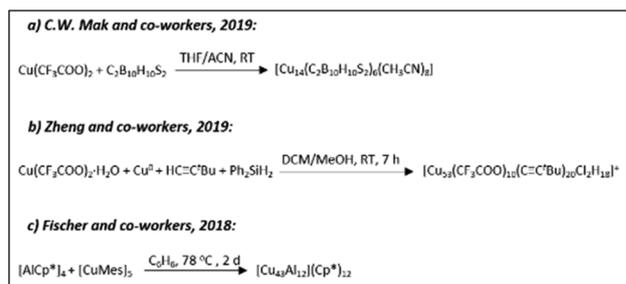 a) C.W. Mak and co-workers, 2019:
THF/ACN, RT
Cu(CF₃COO)₂ + C₂B₁₀H₁₀S₂ → [Cu₁₄(C₂B₁₀H₁₀S₂)₆(CH₃CN)₈]
b) Zheng and co-workers, 2019:
DCM/MeOH, RT, 7 h
Cu(CF₃COO)₂·H₂O + Cu⁰ + HC≡CᵗBu + Ph₂SiH₂ → [Cu₅₃(CF₃COO)₁₀(C≡CᵗBu)₂₀Cl₂H₁₈]⁺
c) Fischer and co-workers, 2018:
C₆H₆, 78 °C , 2 d
[AlCp*]₄ + [CuMes]₅ → [Cu₄₃Al₁₂](Cp*)₁₂